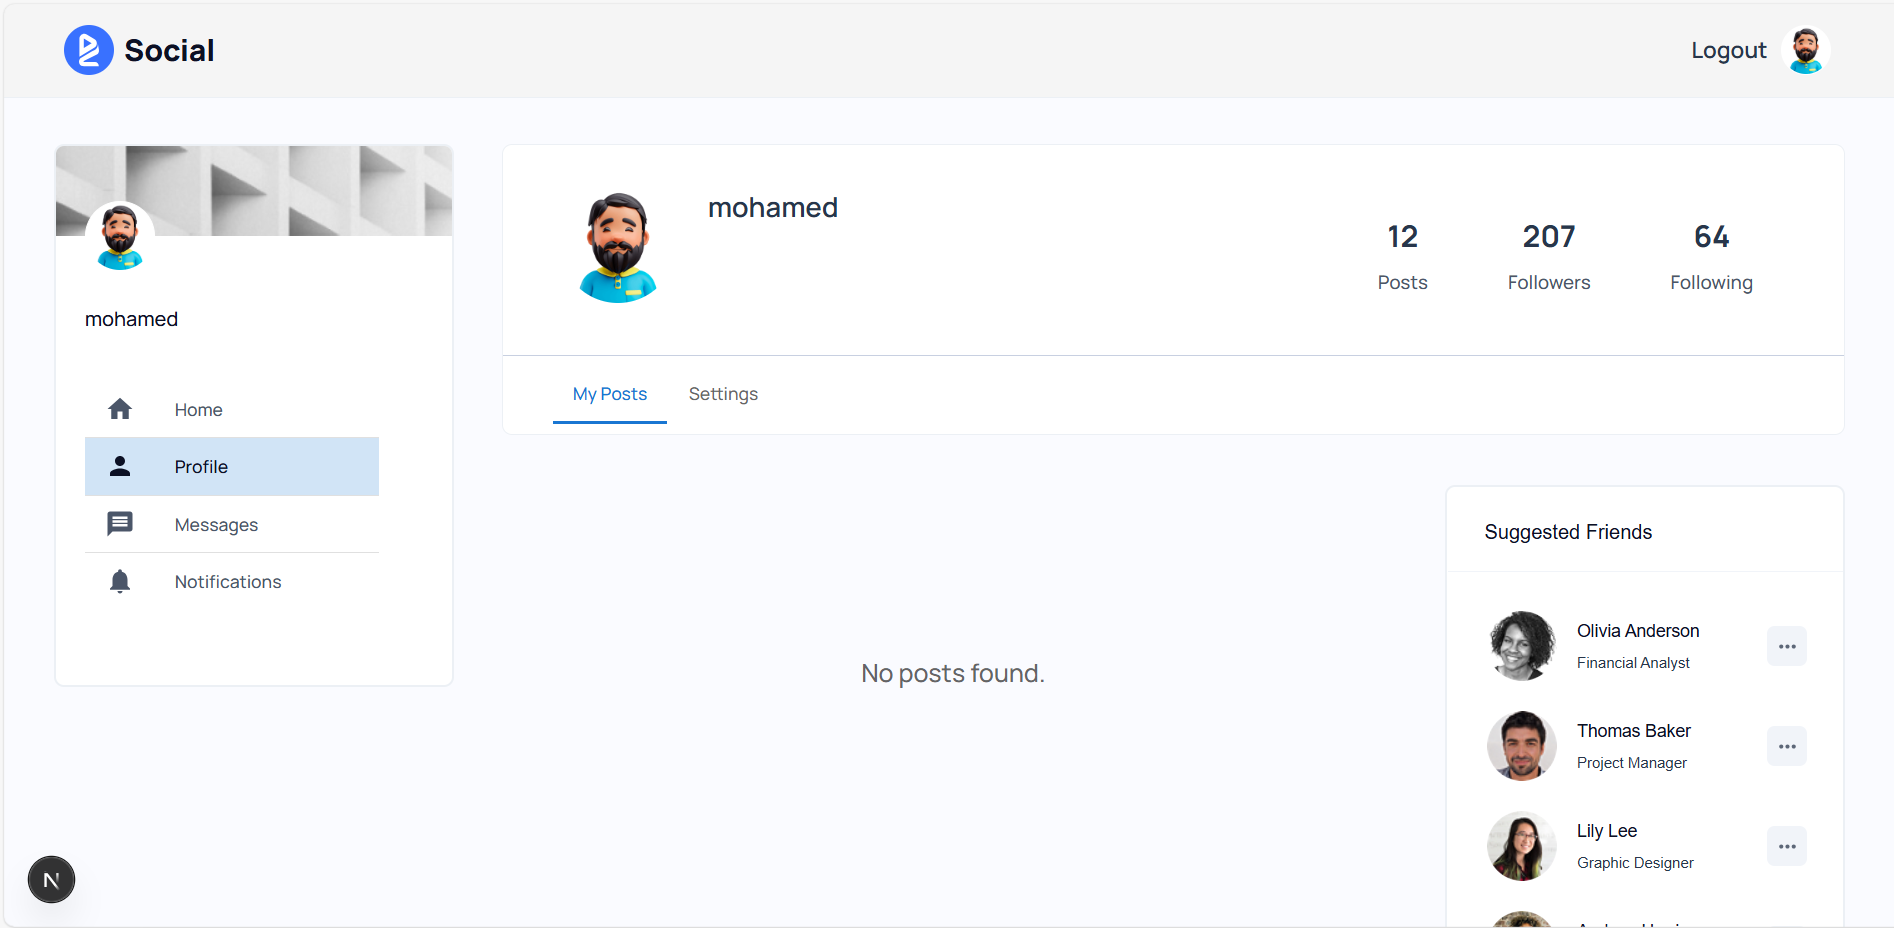 Social
Logout
mohamed
Home
Profile
Messages
Notifications
mohamed
12
Posts
207
Followers
64
Following
My Posts
Settings
No posts found.
Suggested Friends
Olivia Anderson
Financial Analyst
Thomas Baker
Project Manager
Lily Lee
Graphic Designer
N